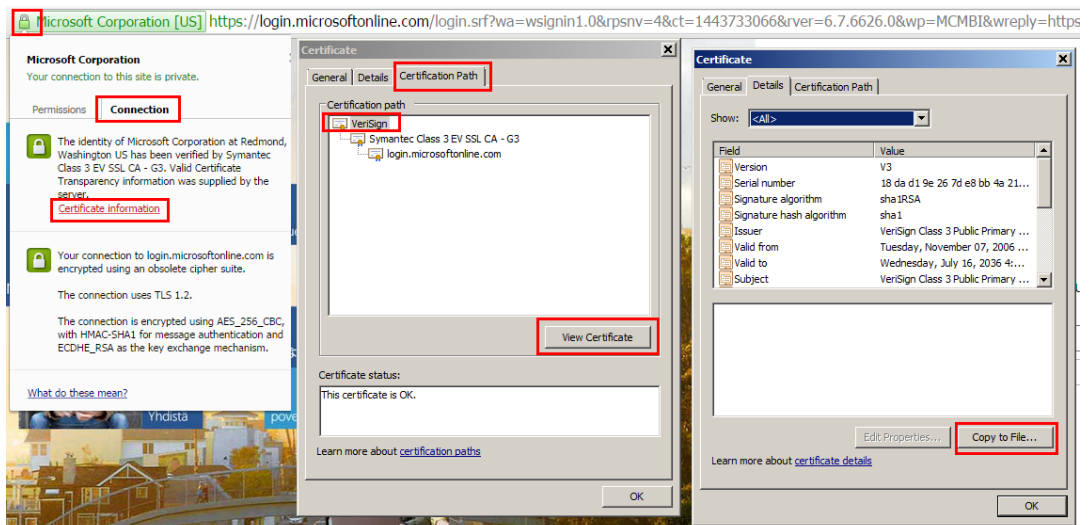 Microsoft Corporation [US] https://login.microsoftonline.com/login.srf?wa=wsignin1.0&rpsnv=4&ct=1443733066&rver=6.7.6626.0&wp=MCMBI&wreply=https
Microsoft Corporation
Your connection to this site is private.
Permissions Connection
The identity of Microsoft Corporation at Redmond,
Washington US has been verified by Symantec
Class 3 EV SSL CA - G3. Valid Certificate
Transparency information was supplied by the
server.
Certificate information
Your connection to login.microsoftonline.com is
encrypted using an obsolete cipher suite.
The connection uses TLS 1.2.
The connection is encrypted using AES_256_CBC,
with HMAC-SHA1 for message authentication and
ECDHE_RSA as the key exchange mechanism.
What do these mean?
Yhdistä
pove
Certificate
General Details Certification Path
Certification path
VeriSign
Symantec Class 3 EV SSL CA - G3
login.microsoftonline.com
View Certificate
Certificate status:
This certificate is OK.
Learn more about certification paths
OK
Certificate
General Details Certification Path
Show: <All>
Field Value
Version V3
Serial number 18 da d1 9e 26 7d e8 bb 4a 21...
Signature algorithm sha1RSA
Signature hash algorithm sha1
Issuer VeriSign Class 3 Public Primary ...
Valid from Tuesday, November 07, 2006 ...
Valid to Wednesday, July 16, 2036 4:...
Subject VeriSign Class 3 Public Primary ...
Edit Properties... Copy to File...
Learn more about certificate details
OK